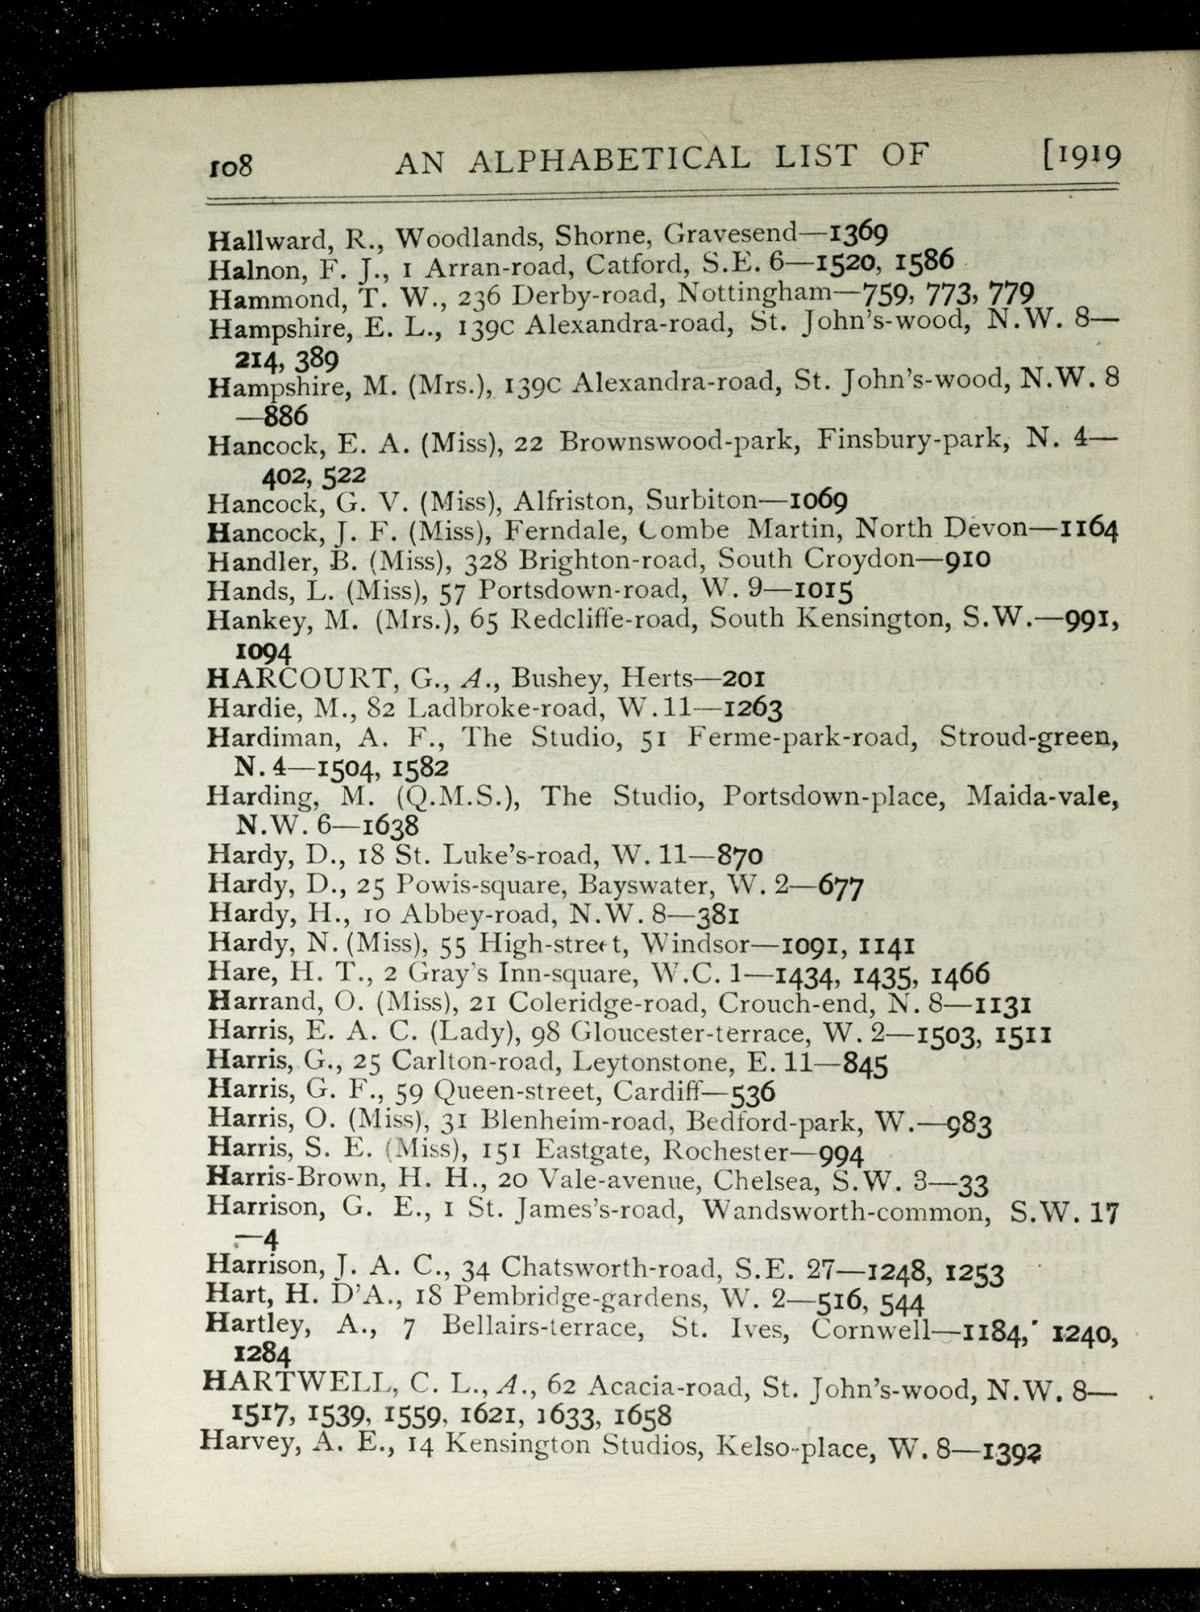 108 AN ALPHABETICAL LIST OF [1919
Hallward, R., Woodlands, Shorne, Gravesend—1369
Halnon, F. J., 1 Arran-road, Catford, S.E. 6—1520, 1586
Hammond, T. W., 236 Derby-road, Nottingham—759, 773, 779
Hampshire, E. L., 139C Alexandra-road, St. John's-wood, N.W. 8—
214, 389
Hampshire, M. (Mrs.), 139C Alexandra-road, St. John's-wood, N.W. 8
—886
Hancock, E. A. (Miss), 22 Brownswood-park, Finsbury-park, N. 4—
402, 522
Hancock, G. V. (Miss), Alfriston, Surbiton—1069
Hancock, J. F. (Miss), Ferndale, Combe Martin, North Devon—1164
Handler, B. (Miss), 328 Brighton-road, South Croydon—910
Hands, L. (Miss), 57 Portsdown-road, W. 9—1015
Hankey, M. (Mrs.), 65 Redcliffe-road, South Kensington, S.W.—991,
1094
HARCOURT, G., A., Bushey, Herts—201
Hardie, M., 82 Ladbroke-road, W. 11—1263
Hardiman, A. F., The Studio, 51 Ferme-park-road, Stroud-green,
N. 4—1504, 1582
Harding, M. (Q.M.S.), The Studio, Portsdown-place, Maida-vale,
N.W. 6—1638
Hardy, D., 18 St. Luke's-road, W. 11—870
Hardy, D., 25 Powis-square, Bayswater, W. 2—677
Hardy, H., 10 Abbey-road, N.W. 8—381
Hardy, N. (Miss), 55 High-street, Windsor—1091, 1141
Hare, H. T., 2 Gray's Inn-square, W.C. 1—1434, 1435, 1466
Harrand, O. (Miss), 21 Coleridge-road, Crouch-end, N. 8—1131
Harris, E. A. C. (Lady), 98 Gloucester-terrace, W. 2—1503, 1511
Harris, G., 25 Carlton-road, Leytonstone, E. 11—845
Harris, G. F., 59 Queen-street, Cardiff—536
Harris, O. (Miss), 31 Blenheim-road, Bedford-park, W.—983
Harris, S. E. (Miss), 151 Eastgate, Rochester—994
Harris-Brown, H. H., 20 Vale-avenue, Chelsea, S.W. 3—33
Harrison, G. E., 1 St. James's-road, Wandsworth-common, S.W. 17
—4
Harrison, J. A. C., 34 Chatsworth-road, S.E. 27—1248, 1253
Hart, H. D'A., 18 Pembridge-gardens, W. 2—516, 544
Hartley, A., 7 Bellairs-terrace, St. Ives, Cornwell—1184, 1240,
1284
HARTWELL, C. L., A., 62 Acacia-road, St. John's-wood, N.W. 8—
1517, 1539, 1559, 1621, 1633, 1658
Harvey, A. E., 14 Kensington Studios, Kelso-place, W. 8—1392